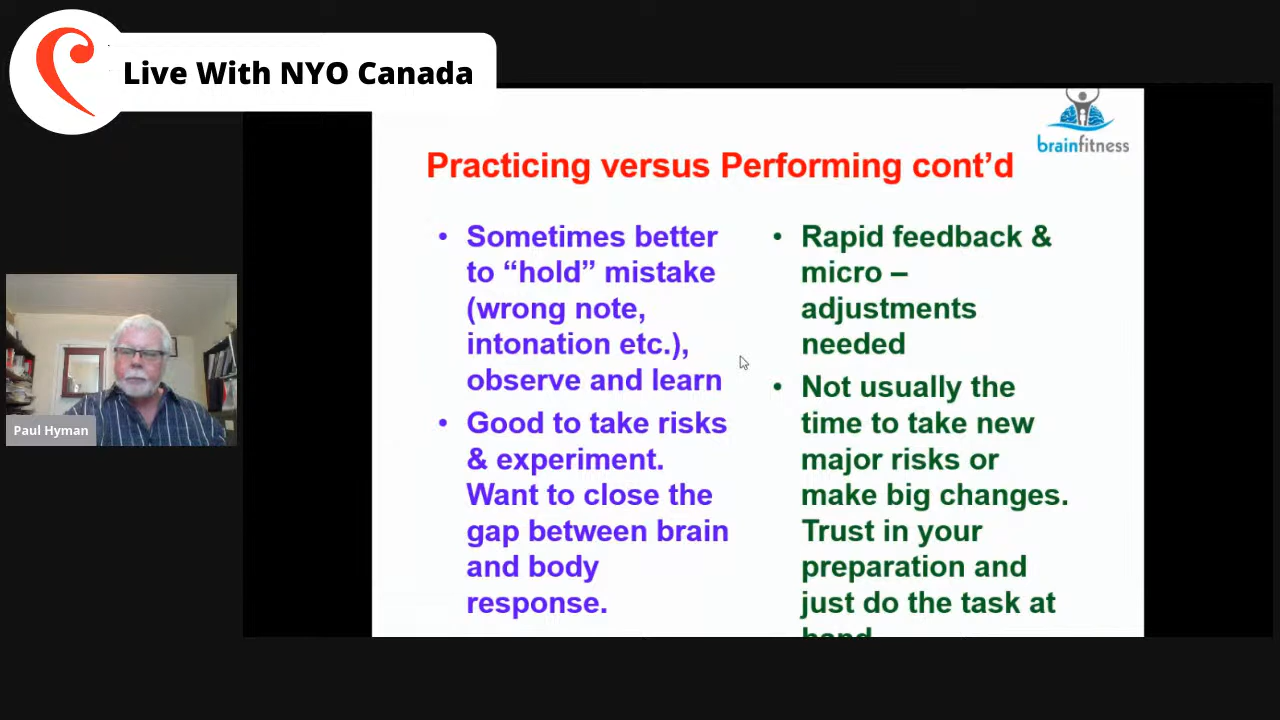 Live With NYO Canada
brainfitness
Practicing versus Performing cont’d
• Sometimes better
to “hold” mistake
(wrong note,
intonation etc.),
observe and learn
• Good to take risks
& experiment.
Want to close the
gap between brain
and body
response.
• Rapid feedback &
micro –
adjustments
needed
• Not usually the
time to take new
major risks or
make big changes.
Trust in your
preparation and
just do the task at
Paul Hyman